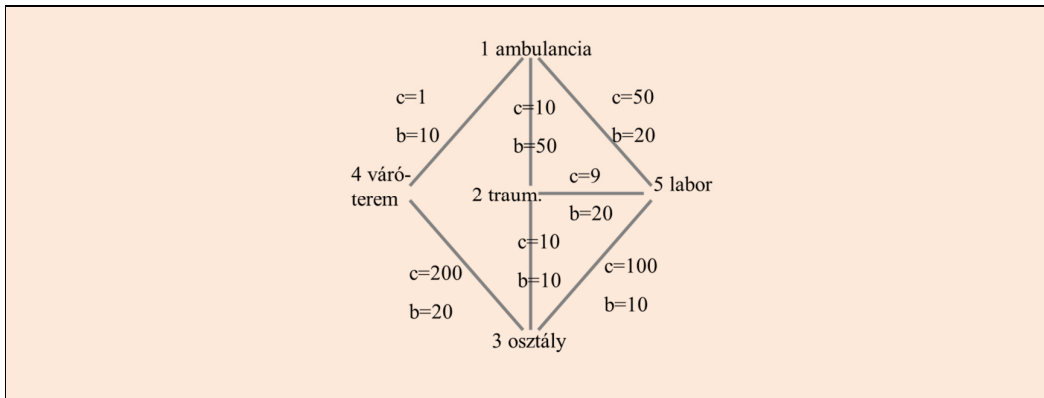 1 ambulancia
c=1
c=10
c=50
b=10
b=50
b=20
4 váró-
terem
2 traum.
c=9
5 labor
b=20
c=10
c=200
c=100
b=10
b=20
b=10
3 osztály